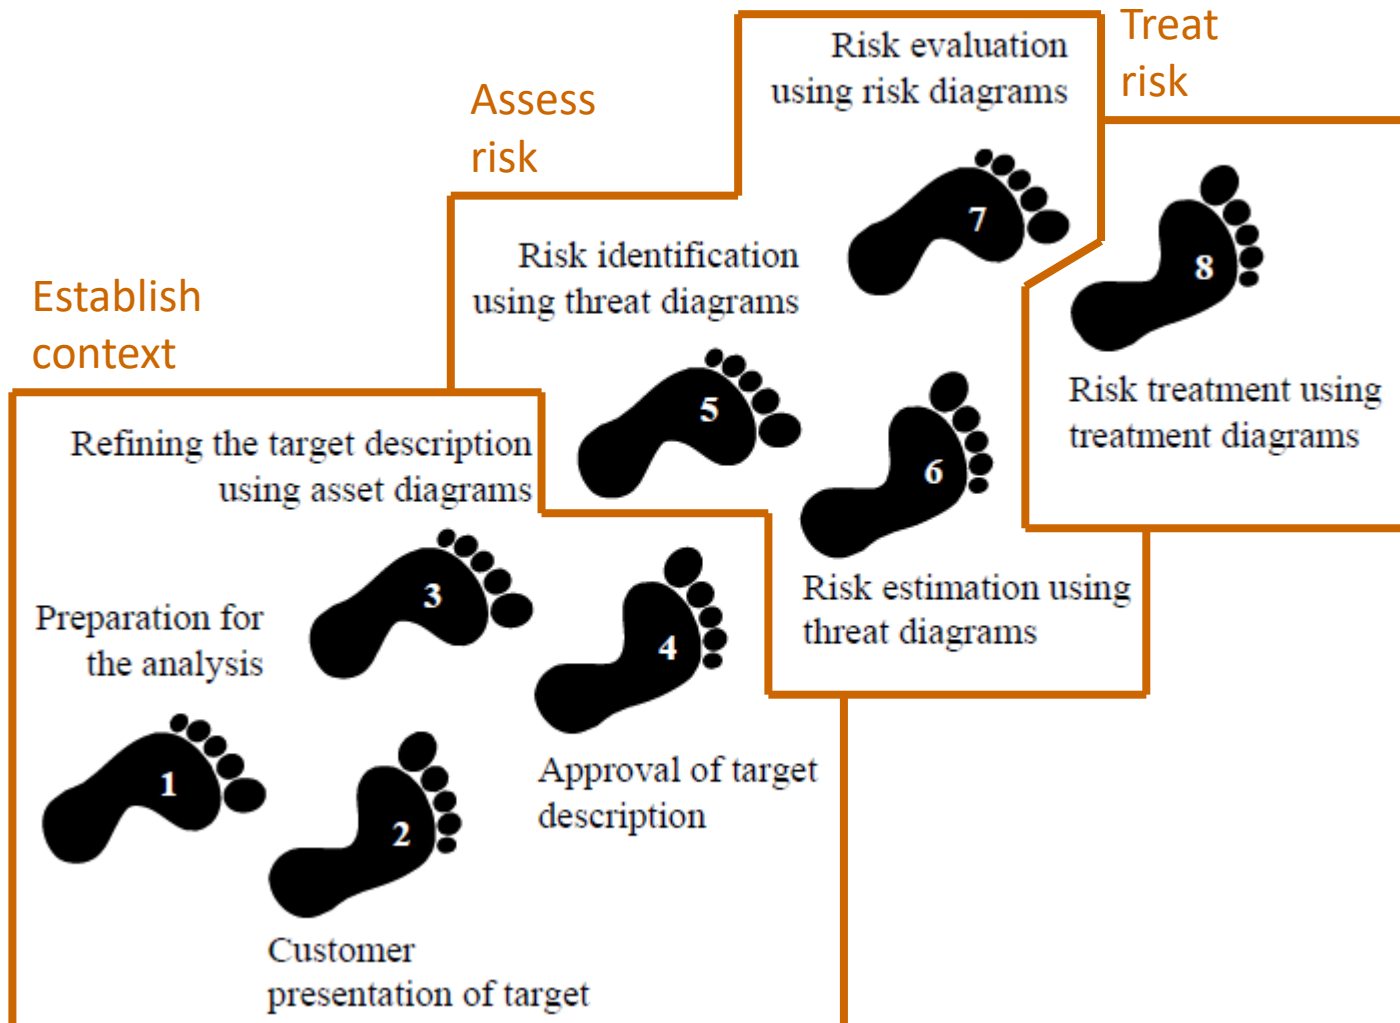 Establish
context
Preparation for
the analysis
1
2
Customer
presentation of target
Refining the target description
using asset diagrams
3
4
Approval of target
description
Assess
risk
Risk identification
using threat diagrams
5
6
Risk estimation using
threat diagrams
Risk evaluation
using risk diagrams
7
Treat
risk
8
Risk treatment using
treatment diagrams